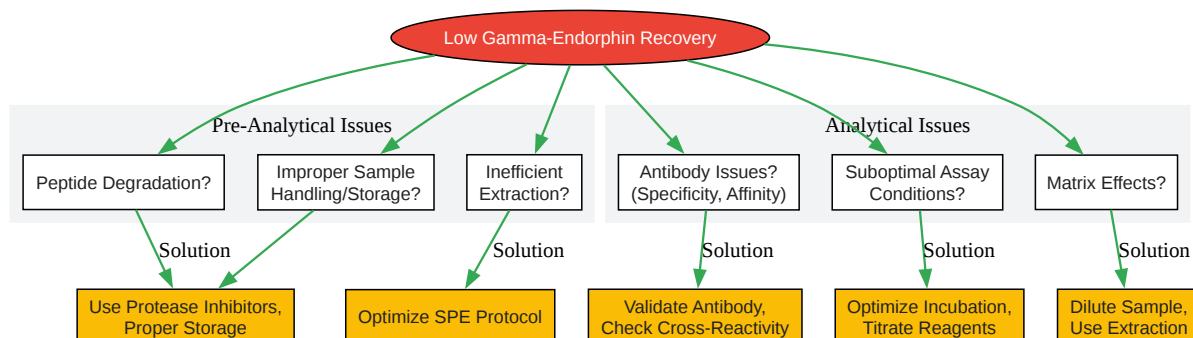 Low Gamma-Endorphin Recovery
Pre-Analytical Issues
Analytical Issues
Peptide Degradation?
Improper Sample
Handling/Storage?
Inefficient
Extraction?
Antibody Issues?
(Specificity, Affinity)
Suboptimal Assay
Conditions?
Matrix Effects?
Solution
Solution
Solution
Solution
Solution
Use Protease Inhibitors,
Proper Storage
Optimize SPE Protocol
Validate Antibody,
Check Cross-Reactivity
Optimize Incubation,
Titrate Reagents
Dilute Sample,
Use Extraction